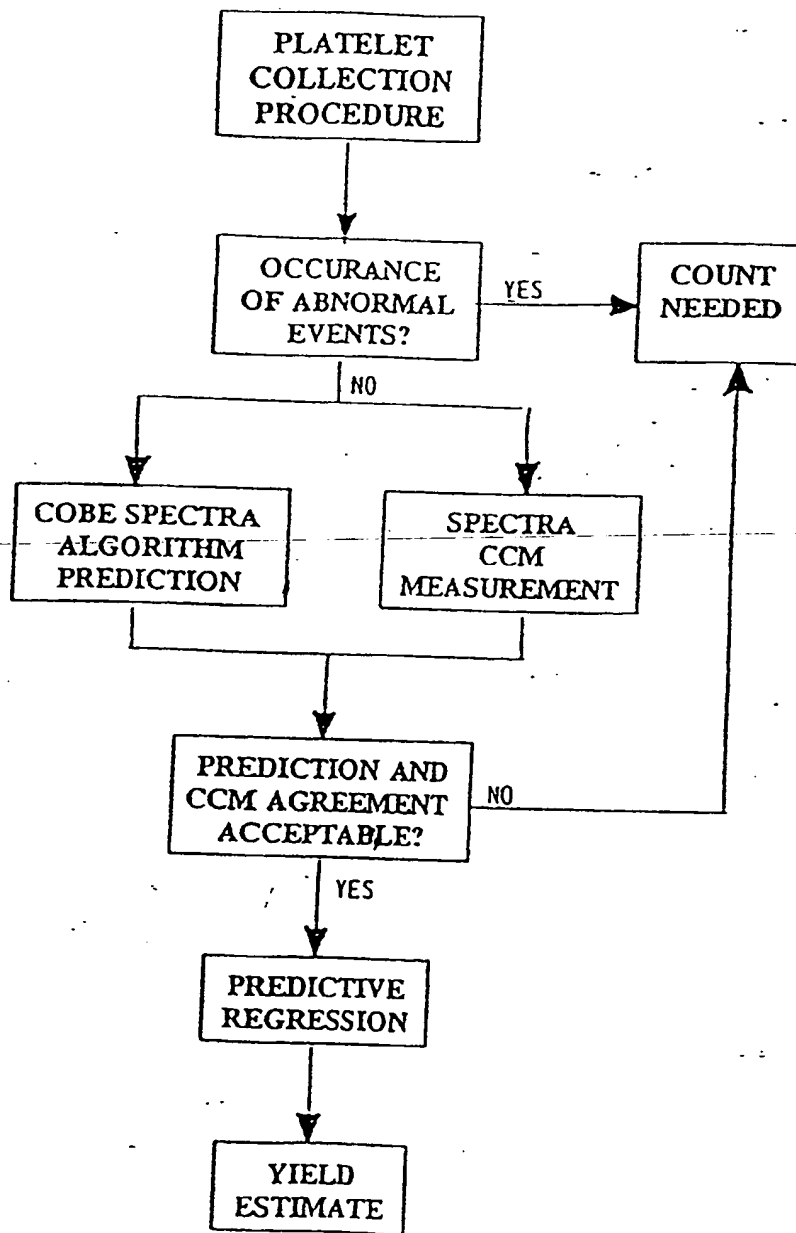 PLATELET
COLLECTION
PROCEDURE
OCCURANCE
OF ABNORMAL
EVENTS?
YES
COUNT
NEEDED
NO
COBE SPECTRA
ALGORITHM
PREDICTION
SPECTRA
CCM
MEASUREMENT
PREDICTION AND
CCM AGREEMENT
ACCEPTABLE?
NO
YES
PREDICTIVE
REGRESSION
YIELD
ESTIMATE